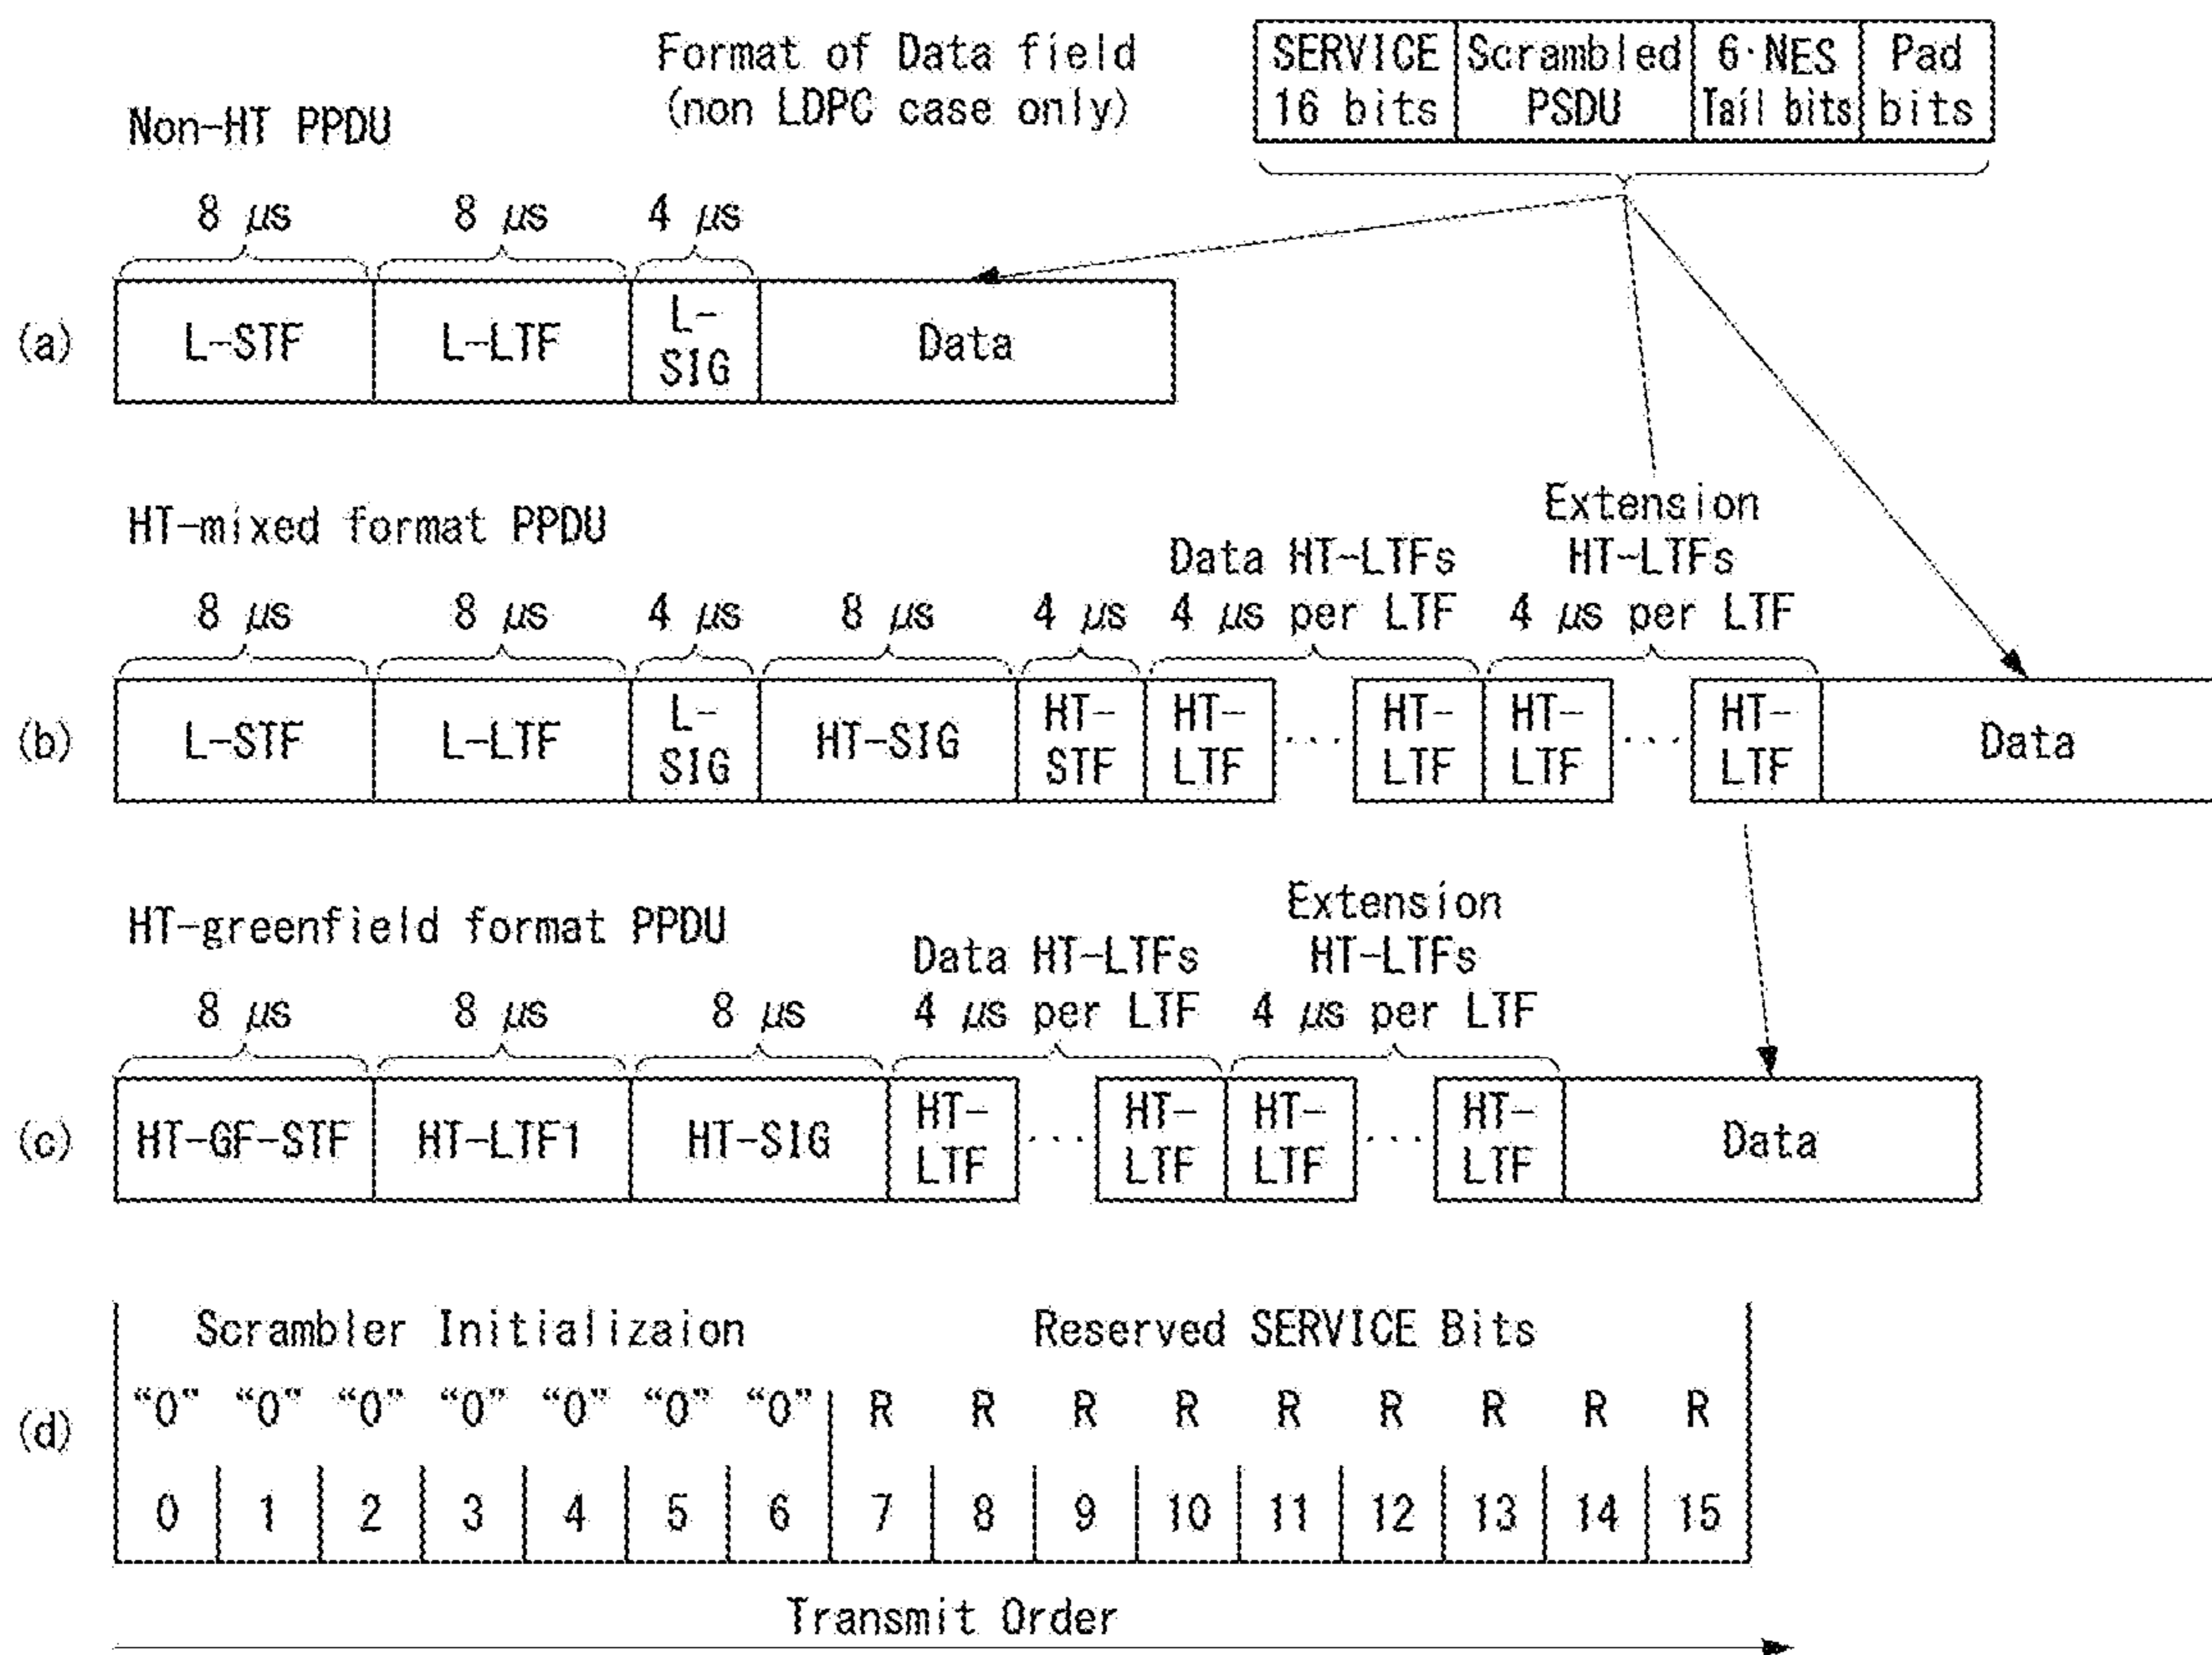 Format of Data field
(non LDPC case only)
SERVICE
16 bits
Scrambled
PSDU
6·NES
Tail bits
Pad
bits
Non-HT PPDU
8 μs
8 μs
4 μs
(a)
L-STF
L-LTF
L-
SIG
Data
HT-mixed format PPDU
Data HT-LTFs
Extension
HT-LTFs
8 μs
8 μs
4 μs
8 μs
4 μs
4 μs per LTF
4 μs per LTF
(b)
L-STF
L-LTF
L-
SIG
HT-SIG
HT-
STF
HT-
LTF
...
HT-
LTF
HT-
LTF
...
HT-
LTF
Data
HT-greenfield format PPDU
Data HT-LTFs
Extension
HT-LTFs
8 μs
8 μs
8 μs
4 μs per LTF
4 μs per LTF
(c)
HT-GF-STF
HT-LTF1
HT-SIG
HT-
LTF
...
HT-
LTF
HT-
LTF
...
HT-
LTF
Data
(d)
Scrambler Initializaion
Reserved SERVICE Bits
“0” “0” “0” “0” “0” “0” “0” R R R R R R R R R
0 1 2 3 4 5 6 7 8 9 10 11 12 13 14 15
Transmit Order